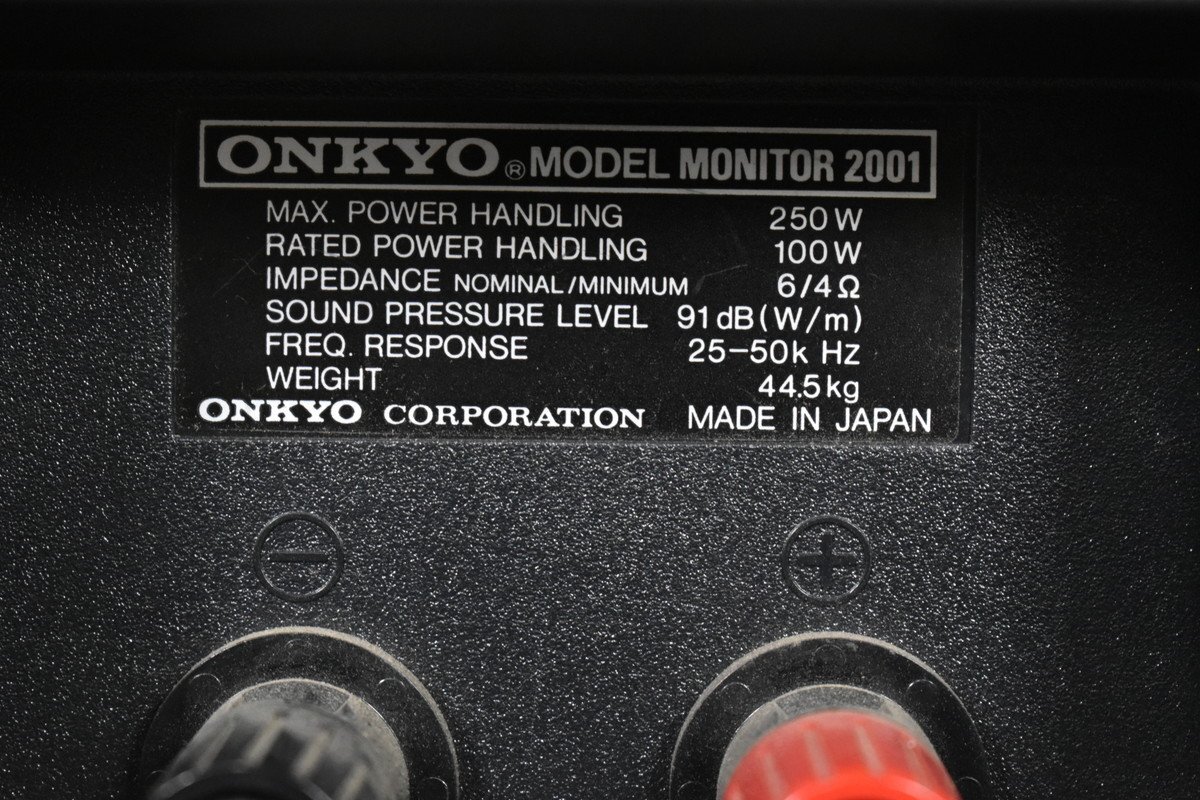 ONKYO® MODEL MONITOR 2001
MAX. POWER HANDLING 250W
RATED POWER HANDLING 100W
IMPEDANCE NOMINAL/MINIMUM 6/4Ω
SOUND PRESSURE LEVEL 91dB(W/m)
FREQ. RESPONSE 25–50k Hz
WEIGHT 44.5kg
ONKYO CORPORATION MADE IN JAPAN
− +